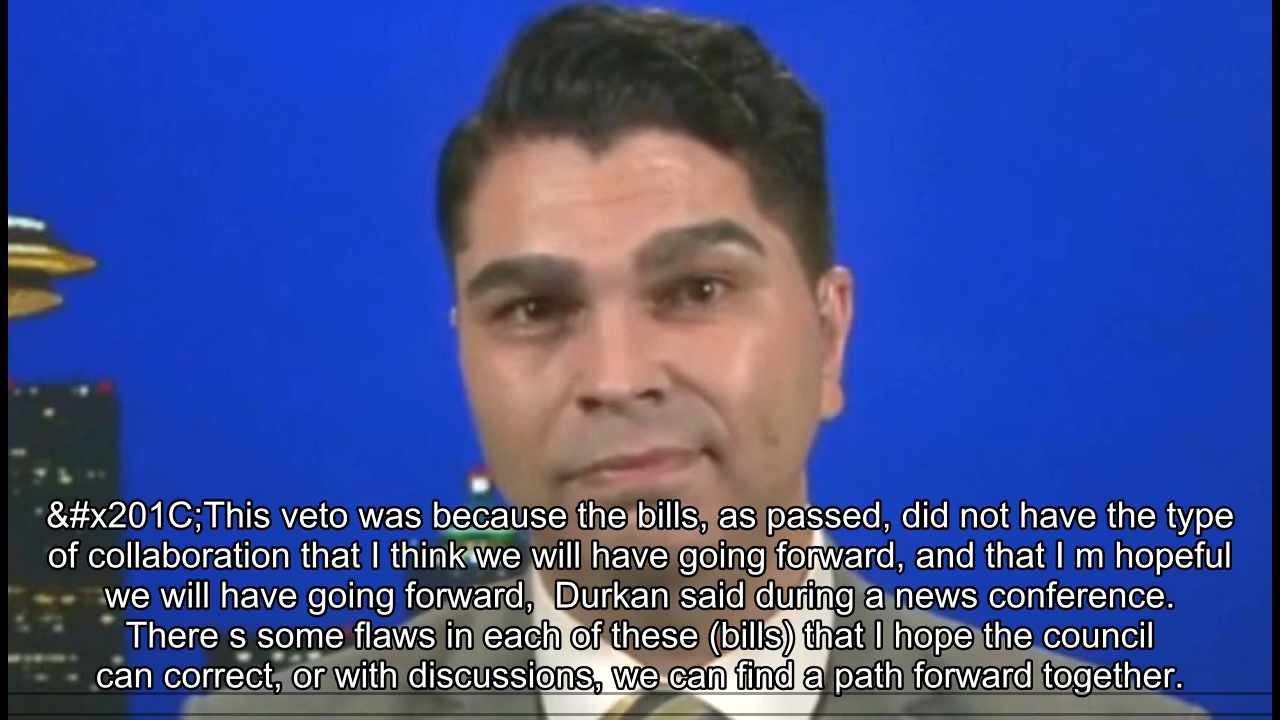 &#x201C;This veto was because the bills, as passed, did not have the type
of collaboration that I think we will have going forward, and that I m hopeful
we will have going forward,  Durkan said during a news conference.
There s some flaws in each of these (bills) that I hope the council
can correct, or with discussions, we can find a path forward together.